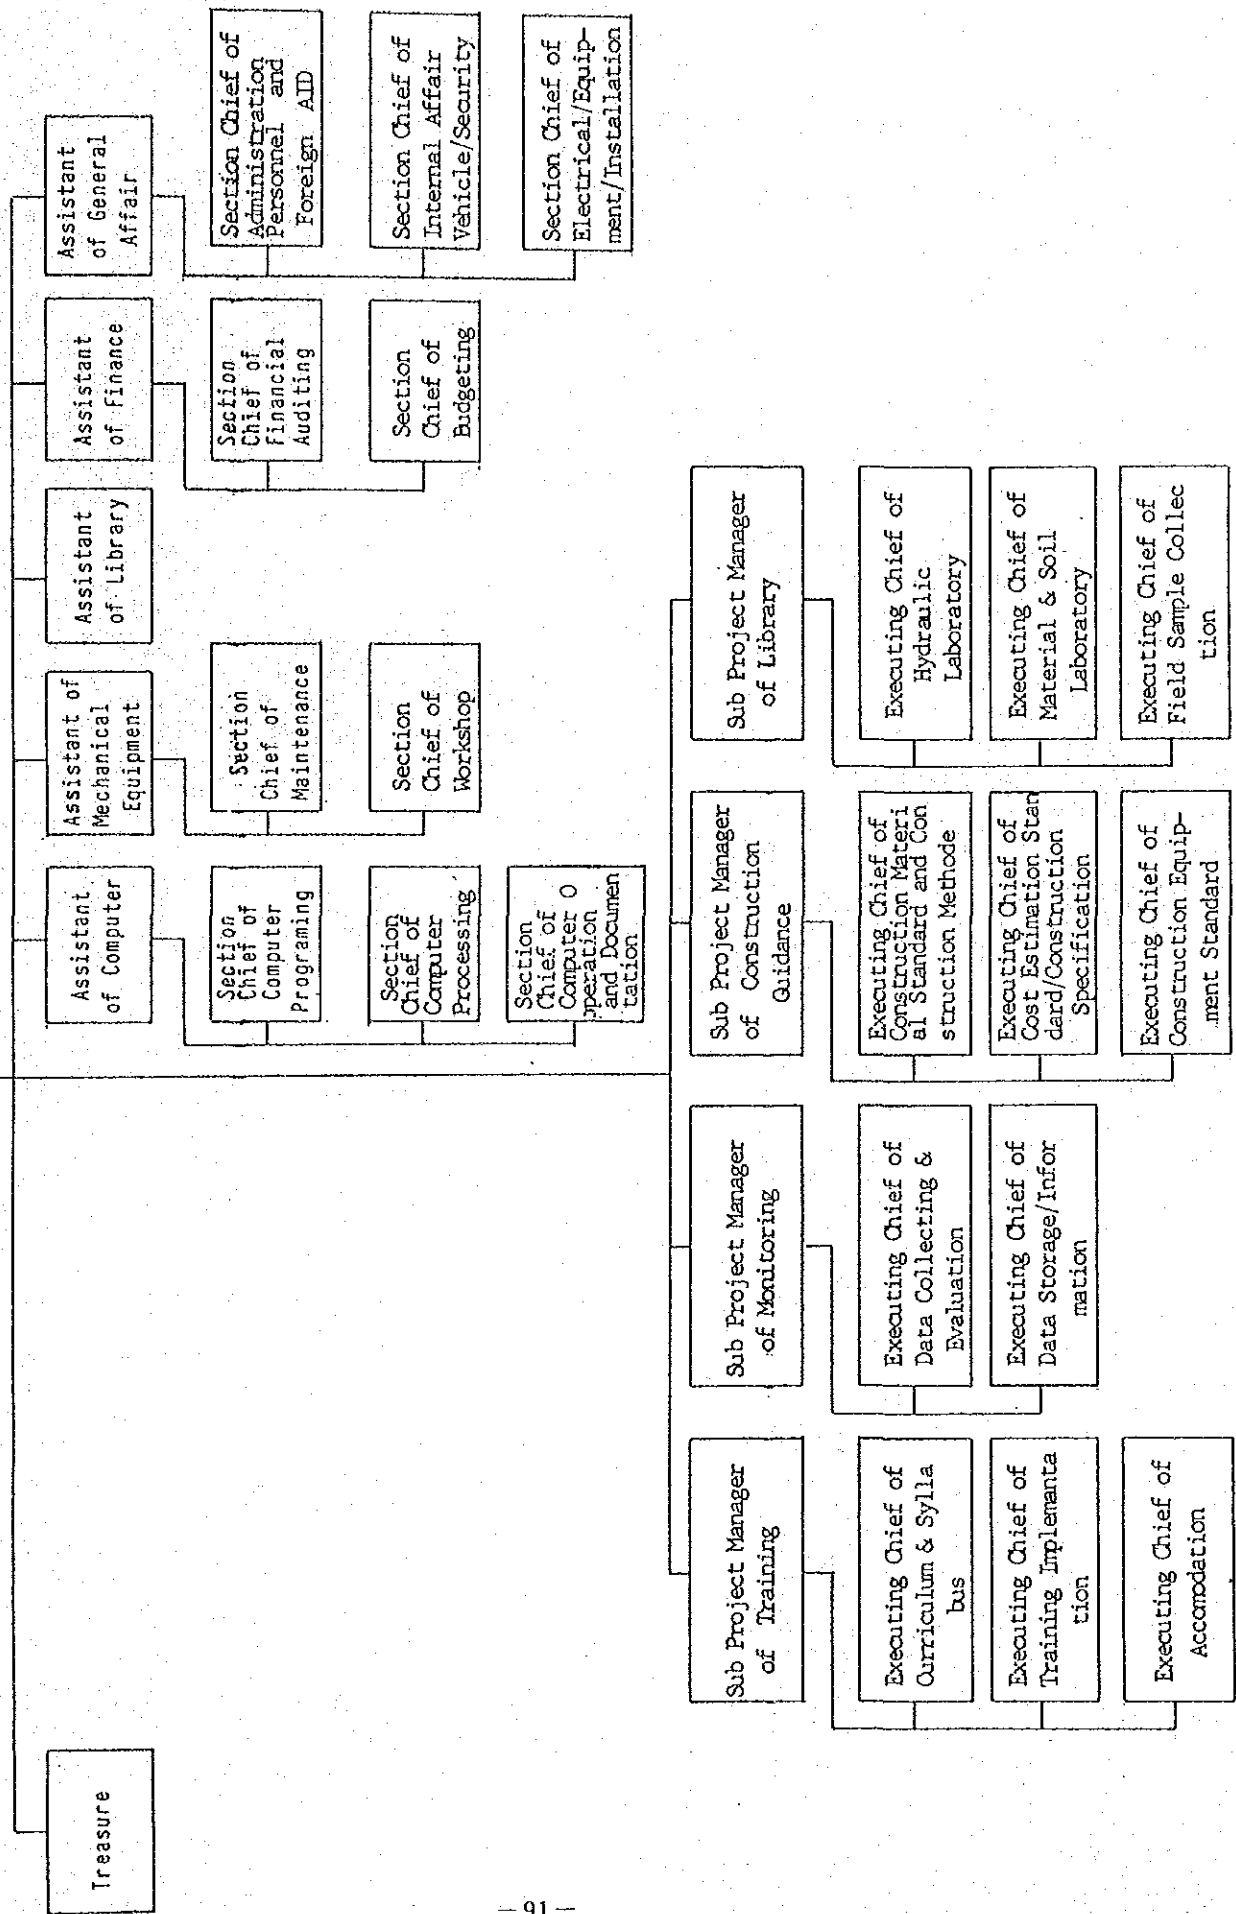 Treasure
Assistant
of Computer
Section
Chief of
Computer
Programing
Section
Chief of
Computer
Processing
Section
Chief of
Computer O
peration
and Documen
tation
Assistant of
Mechanical
Equipment
Section
Chief of
Maintenance
Section
Chief of
Workshop
Assistant
of Library
Assistant
of Finance
Section
Chief of
Financial
Auditing
Section
Chief of
Budgeting
Assistant
of General
Affair
Section Chief of
Administration
Personnel and
Foreign AID
Section Chief of
Internal Affair
Vehicle/Security
Section Chief of
Electrical/Equip-
ment/Installation
Sub Project Manager
of Training
Executing Chief of
Curriculum & Sylla
bus
Executing Chief of
Training Implemanta
tion
Executing Chief of
Accomodation
Sub Project Manager
of Monitoring
Executing Chief of
Data Collecting &
Evaluation
Executing Chief of
Data Storage/Infor
mation
Sub Project Manager
of Construction
Guidance
Executing Chief of
Construction Materi
al Standard and Con
struction Methode
Executing Chief of
Cost Estimation Stan
dard/Construction
Specification
Executing Chief of
Construction Equip-
ment Standard
Sub Project Manager
of Library
Executing Chief of
Hydraulic
Laboratory
Executing Chief of
Material & Soil
Laboratory
Executing Chief of
Field Sample Collec
tion
— 91 —